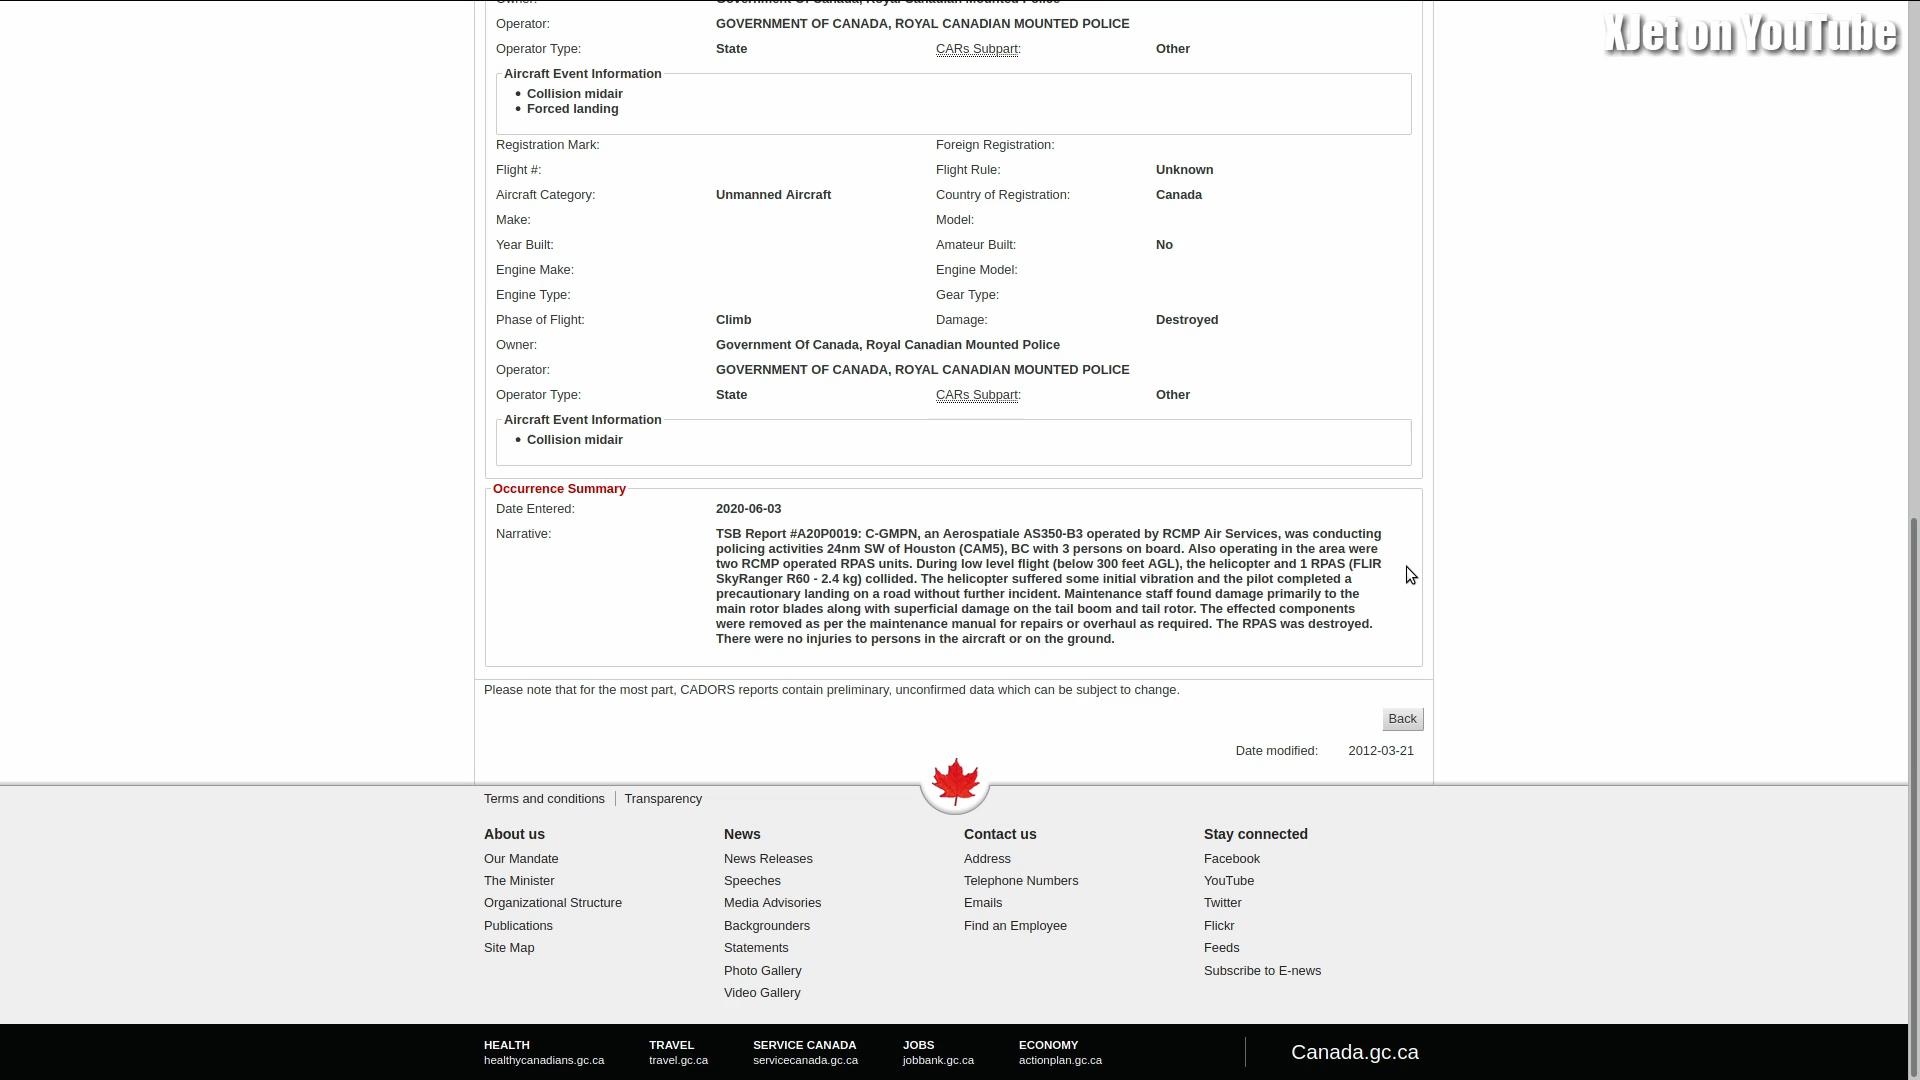 Owner: Government Of Canada, Royal Canadian Mounted Police
XJet on YouTube
Operator: GOVERNMENT OF CANADA, ROYAL CANADIAN MOUNTED POLICE
Operator Type: State CARs Subpart: Other
Aircraft Event Information
• Collision midair
• Forced landing
Registration Mark: Foreign Registration:
Flight #: Flight Rule: Unknown
Aircraft Category: Unmanned Aircraft Country of Registration: Canada
Make: Model:
Year Built: Amateur Built: No
Engine Make: Engine Model:
Engine Type: Gear Type:
Phase of Flight: Climb Damage: Destroyed
Owner: Government Of Canada, Royal Canadian Mounted Police
Operator: GOVERNMENT OF CANADA, ROYAL CANADIAN MOUNTED POLICE
Operator Type: State CARs Subpart: Other
Aircraft Event Information
• Collision midair
Occurrence Summary
Date Entered: 2020-06-03
Narrative: TSB Report #A20P0019: C-GMPN, an Aerospatiale AS350-B3 operated by RCMP Air Services, was conducting
policing activities 24nm SW of Houston (CAM5), BC with 3 persons on board. Also operating in the area were
two RCMP operated RPAS units. During low level flight (below 300 feet AGL), the helicopter and 1 RPAS (FLIR
SkyRanger R60 - 2.4 kg) collided. The helicopter suffered some initial vibration and the pilot completed a
precautionary landing on a road without further incident. Maintenance staff found damage primarily to the
main rotor blades along with superficial damage on the tail boom and tail rotor. The effected components
were removed as per the maintenance manual for repairs or overhaul as required. The RPAS was destroyed.
There were no injuries to persons in the aircraft or on the ground.
Please note that for the most part, CADORS reports contain preliminary, unconfirmed data which can be subject to change.
Back
Date modified: 2012-03-21
Terms and conditions Transparency
About us News Contact us Stay connected
Our Mandate News Releases Address Facebook
The Minister Speeches Telephone Numbers YouTube
Organizational Structure Media Advisories Emails Twitter
Publications Backgrounders Find an Employee Flickr
Site Map Statements Feeds
Photo Gallery Subscribe to E-news
Video Gallery
HEALTH TRAVEL SERVICE CANADA JOBS ECONOMY
healthycanadians.gc.ca travel.gc.ca servicecanada.gc.ca jobbank.gc.ca actionplan.gc.ca
Canada.gc.ca